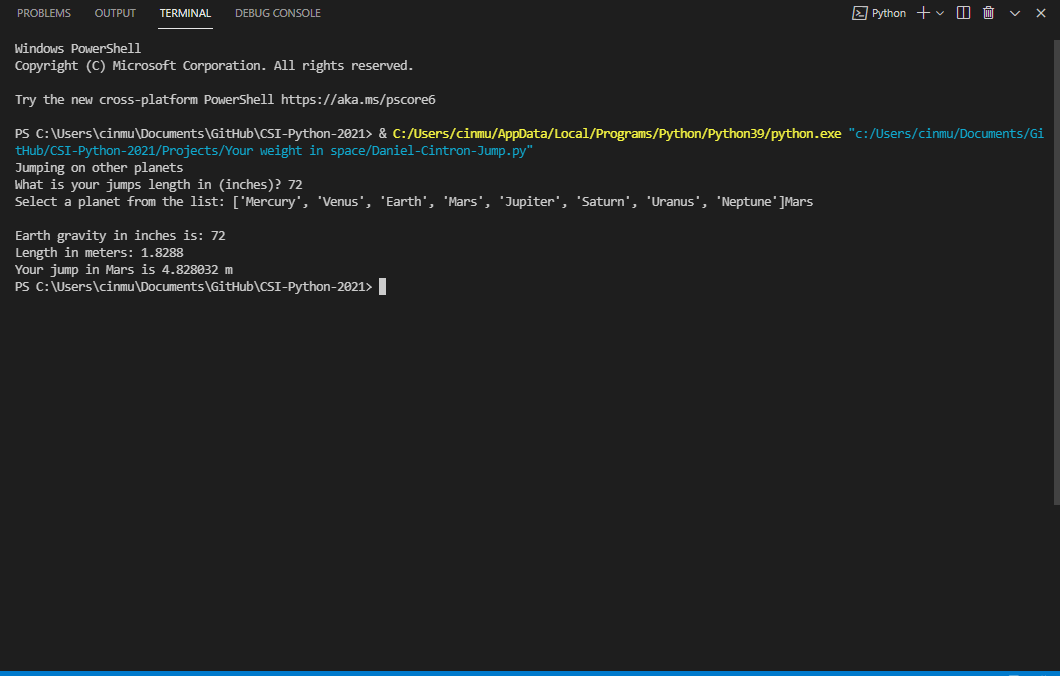 PROBLEMS OUTPUT TERMINAL DEBUG CONSOLE Python
Windows PowerShell
Copyright (C) Microsoft Corporation. All rights reserved.
Try the new cross-platform PowerShell https://aka.ms/pscore6
PS C:\Users\cinmu\Documents\GitHub\CSI-Python-2021> & C:/Users/cinmu/AppData/Local/Programs/Python/Python39/python.exe "c:/Users/cinmu/Documents/Gi
tHub/CSI-Python-2021/Projects/Your weight in space/Daniel-Cintron-Jump.py"
Jumping on other planets
What is your jumps length in (inches)? 72
Select a planet from the list: ['Mercury', 'Venus', 'Earth', 'Mars', 'Jupiter', 'Saturn', 'Uranus', 'Neptune']Mars
Earth gravity in inches is: 72
Length in meters: 1.8288
Your jump in Mars is 4.828032 m
PS C:\Users\cinmu\Documents\GitHub\CSI-Python-2021>